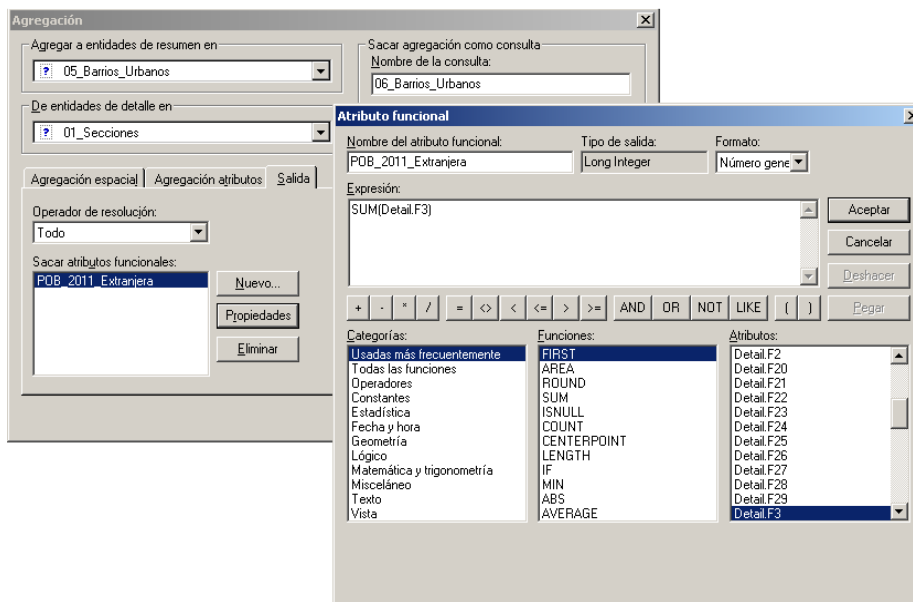 Agregación
Agregar a entidades de resumen en
05_Barrios_Urbanos
De entidades de detalle en
01_Secciones
Sacar agregación como consulta
Nombre de la consulta:
06_Barrios_Urbanos
Agregación espacial
Agregación atributos
Salida
Operador de resolución:
Todo
Sacar atributos funcionales:
POB_2011_Extranjera
Nuevo...
Propiedades
Eliminar
Atributo funcional
Nombre del atributo funcional:
POB_2011_Extranjera
Tipo de salida:
Long Integer
Formato:
Número gene
Expresión:
SUM(Detail.F3)
Aceptar
Cancelar
Deshacer
Pegar
+ - * / = <> < <= > >= AND OR NOT LIKE ( )
Categorías:
Usadas más frecuentemente
Todas las funciones
Operadores
Constantes
Estadística
Fecha y hora
Geometría
Lógico
Matemática y trigonometría
Misceláneo
Texto
Vista
Funciones:
FIRST
AREA
ROUND
SUM
ISNULL
COUNT
CENTERPOINT
LENGTH
IF
MIN
ABS
AVERAGE
Atributos:
Detail.F2
Detail.F20
Detail.F21
Detail.F22
Detail.F23
Detail.F24
Detail.F25
Detail.F26
Detail.F27
Detail.F28
Detail.F29
Detail.F3